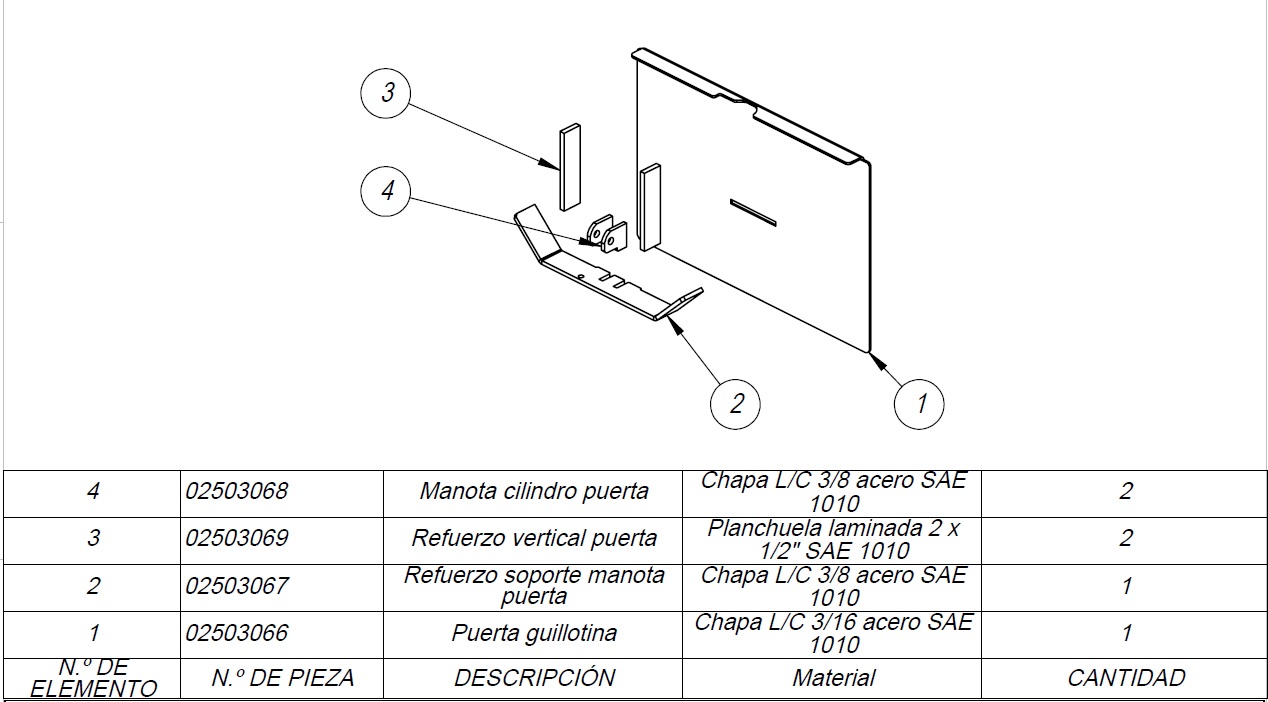 3
4
2
1
4 02503068 Manota cilindro puerta Chapa L/C 3/8 acero SAE 2
1010
3 02503069 Refuerzo vertical puerta Planchuela laminada 2 x 2
1/2" SAE 1010
2 02503067 Refuerzo soporte manota Chapa L/C 3/8 acero SAE 1
puerta 1010
1 02503066 Puerta guillotina Chapa L/C 3/16 acero SAE 1
1010
N.º DE N.º DE PIEZA DESCRIPCIÓN Material CANTIDAD
ELEMENTO